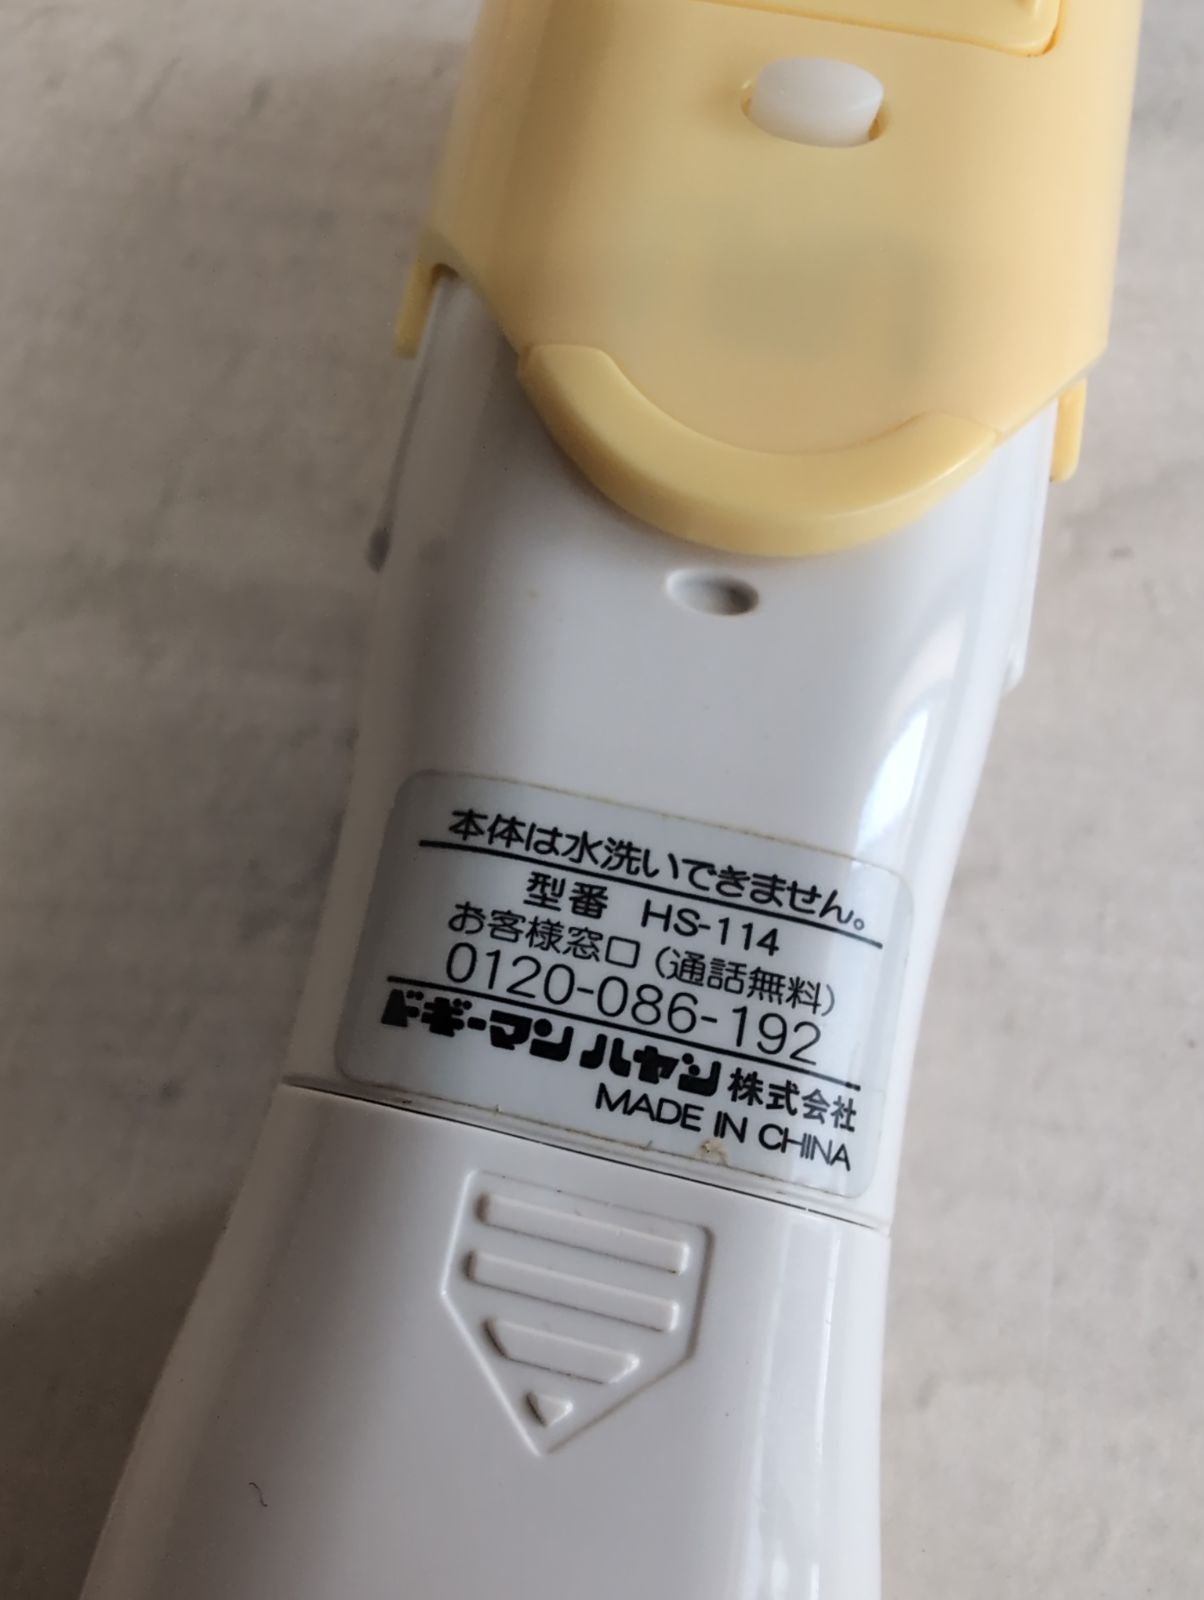 本体は水洗いできません。
型番 HS-114
お客様窓口（通話無料）
0120-086-192
ドギーマンハヤシ株式会社
MADE IN CHINA